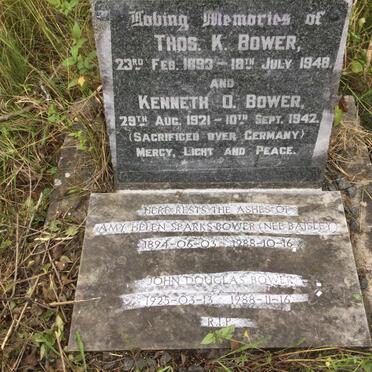 Loving Memories of
THOS. K. BOWER,
23RD FEB. 1893 – 18TH JULY 1948
AND
KENNETH D. BOWER,
29TH AUG. 1921 – 10TH SEPT. 1942.
(SACRIFICED OVER GERMANY)
MERCY, LIGHT AND PEACE.
HERE RESTS THE ASHES OF
AMY HELEN SPARKS BOWER (NEE BAISLEY)
1894-06-03 1988-10-16
JOHN DOUGLAS BOWER
1925-03-13 1988-11-16
R.I.P.